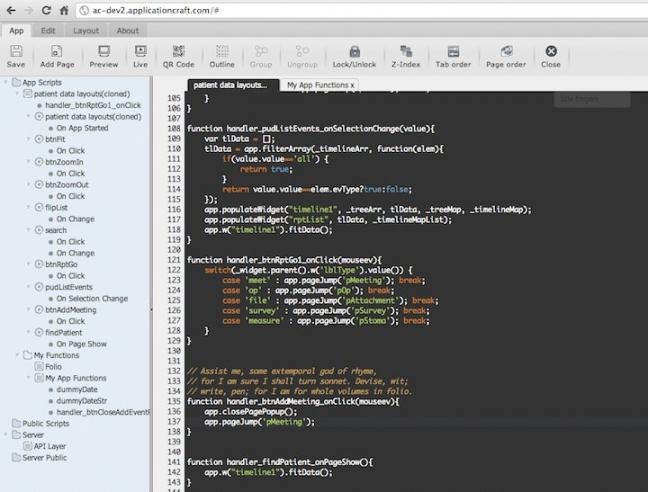 ac-dev2.applicationcraft.com/#
App Edit Layout About
Save Add Page Preview Live QR Code Outline Group Ungroup Lock/Unlock Z-Index Tab order Page order Close
App Scripts
patient data layouts(cloned)
handler_btnRptGo1_onClick
patient data layouts(cloned)
On App Started
btnFit
On Click
btnZoomIn
On Click
btnZoomOut
On Click
flipList
On Change
search
On Click
On Change
btnRptGo
On Click
pudListEvents
On Selection Change
btnAddMeeting
On Click
findPatient
On Page Show
My Functions
Folio
My App Functions
dummyDate
dummyDateStr
handler_btnCloseAddEvent
Public Scripts
Server
API Layer
Server Public
patient data layouts... My App Functions x
105 }
106 }
107
108 function handler_pudListEvents_onSelectionChange(value){
109 var tlData = [];
110 tlData = app.filterArray(_timelineArr, function(elem){
111 if(value.value=='all') {
112 return true;
113 }
114 return value.value==elem.evType?true:false;
115 });
116 app.populateWidget("timeline1", _treeArr, tlData, _treeMap, _timelineMap);
117 app.populateWidget("rptList", tlData, _timelineMapList);
118 app.w("timeline1").fitData();
119 }
120
121 function handler_btnRptGo1_onClick(mouseev){
122 switch(_widget.parent().w('lblType').value()) {
123 case 'meet' : app.pageJump('pMeeting'); break;
124 case 'op' : app.pageJump('pOp'); break;
125 case 'file' : app.pageJump('pAttachment'); break;
126 case 'survey' : app.pageJump('pSurvey'); break;
127 case 'measure' : app.pageJump('pStoma'); break;
128 }
129 }
130
131
132 // Assist me, some extemporal god of rhyme,
133 // for I am sure I shall turn sonnet. Devise, wit;
134 // write, pen; for I am for whole volumes in folio.
135 function handler_btnAddMeeting_onClick(mouseev){
136 app.closePagePopup();
137 app.pageJump('pMeeting');
138 }
139
140
141 function handler_findPatient_onPageShow(){
142 app.w("timeline1").fitData();
143 }
144